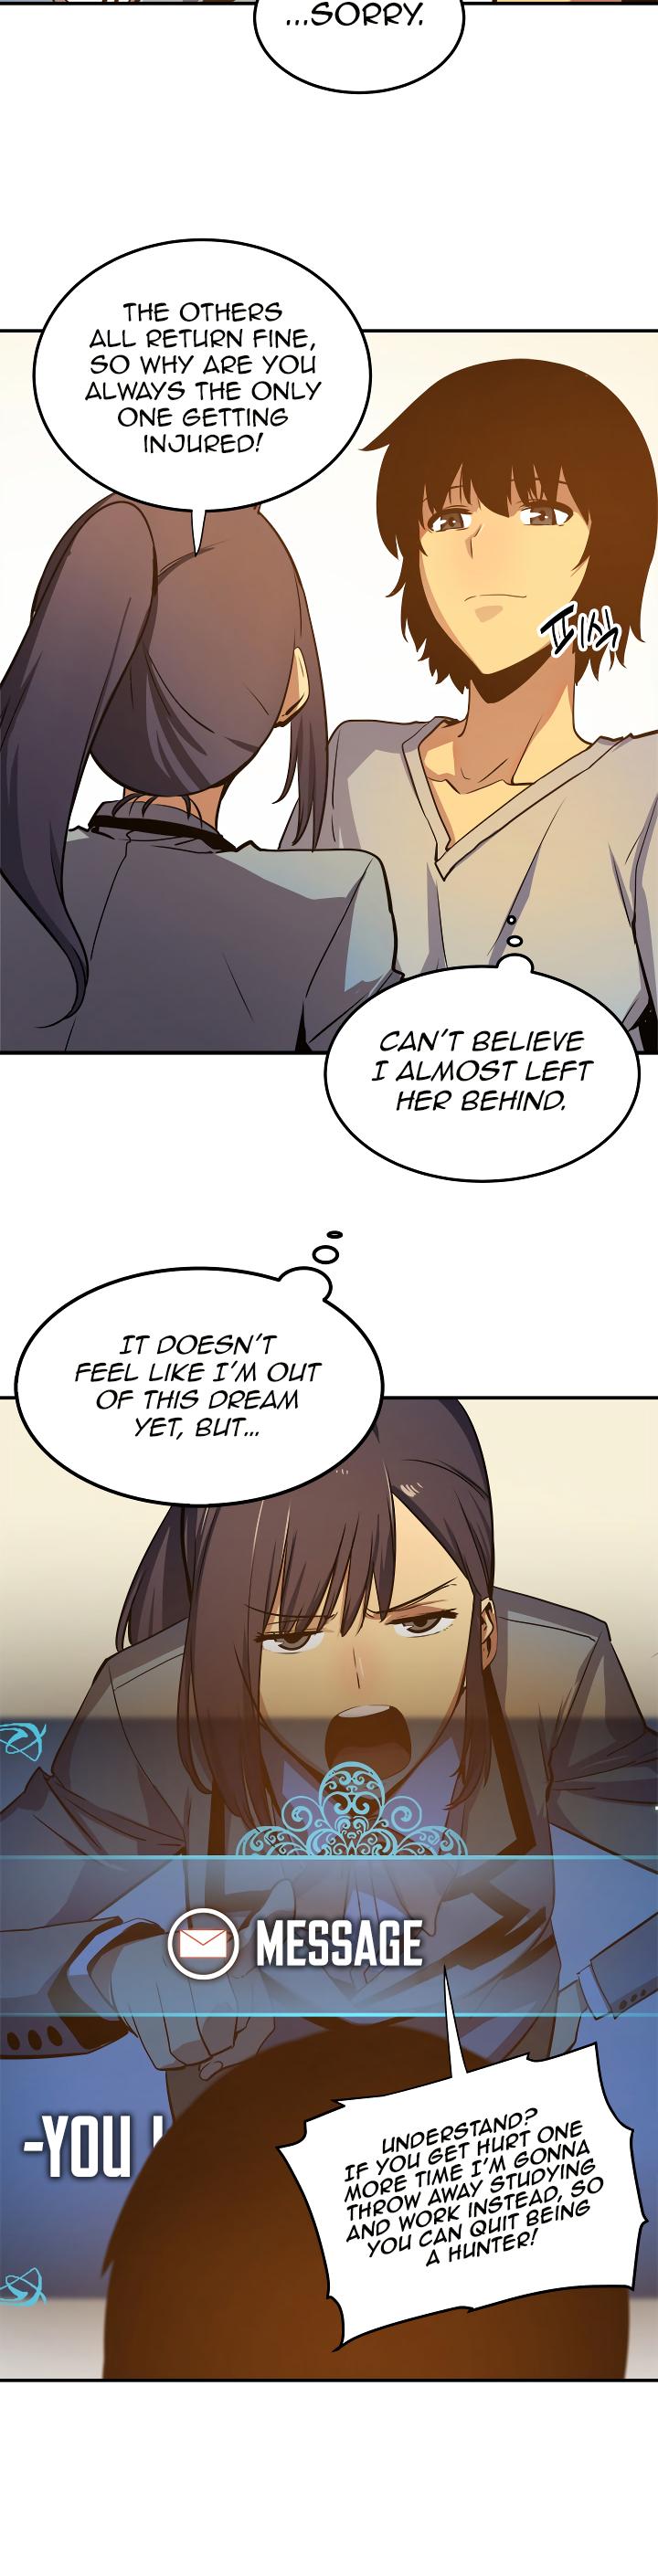 ...SORRY.
THE OTHERS
ALL RETURN FINE,
SO WHY ARE YOU
ALWAYS THE ONLY
ONE GETTING
INJURED!
피식
CAN'T BELIEVE
I ALMOST LEFT
HER BEHIND.
IT DOESN'T
FEEL LIKE I'M OUT
OF THIS DREAM
YET, BUT...
MESSAGE
-YOU
UNDERSTAND?
IF YOU GET HURT ONE
MORE TIME I'M GONNA
THROW AWAY STUDYING
AND WORK INSTEAD, SO
YOU CAN QUIT BEING
A HUNTER!